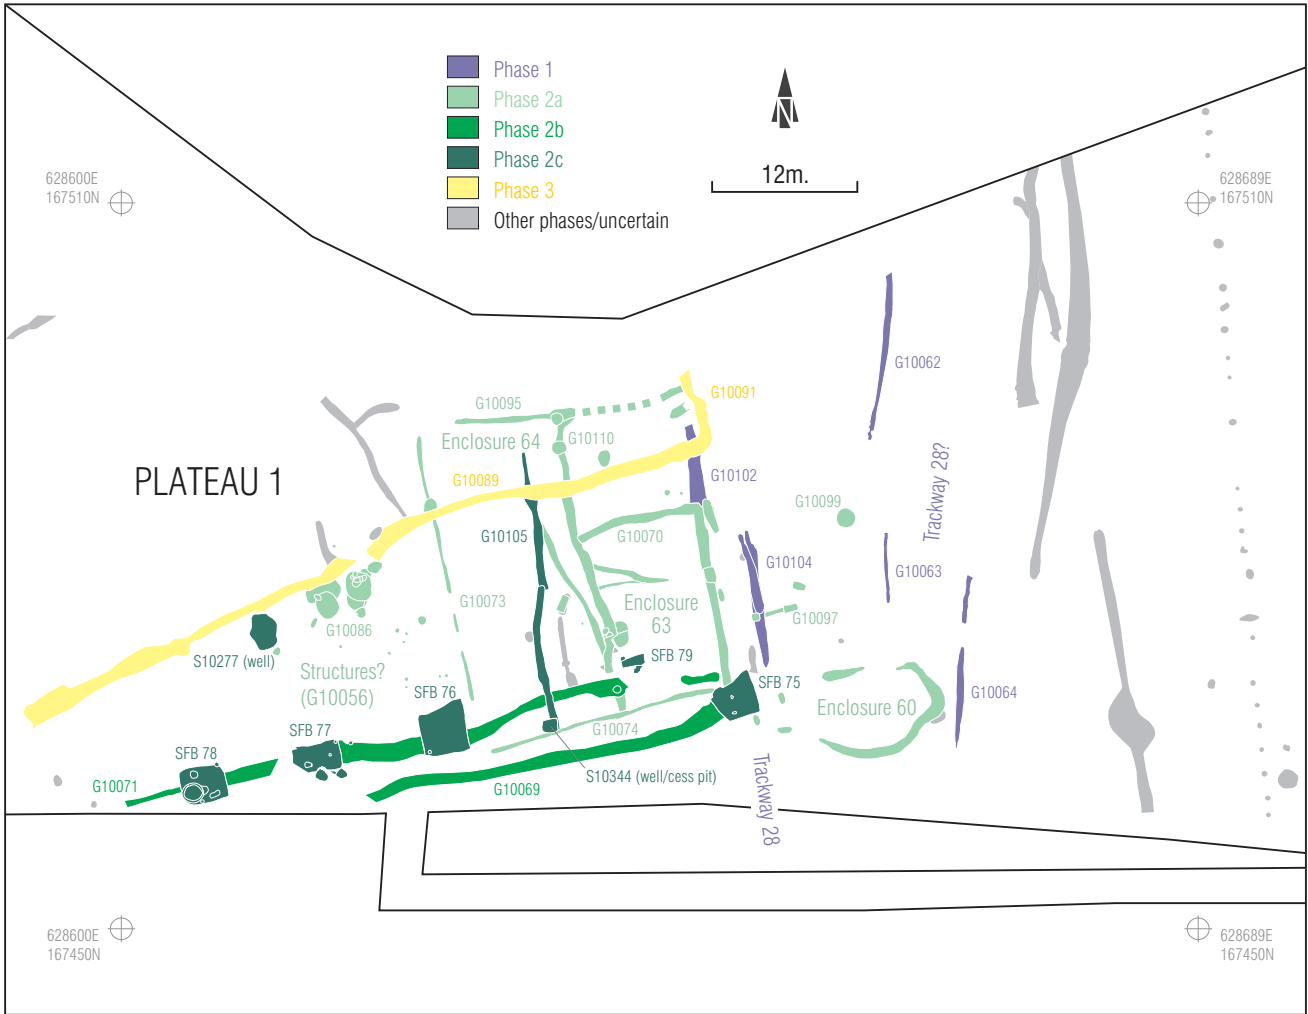 Phase 1
Phase 2a
Phase 2b
Phase 2c
Phase 3
Other phases/uncertain
N
12m.
628600E
167510N
628689E
167510N
PLATEAU 1
G10062
G10091
G10095
Enclosure 64
G10110
G10089
G10102
Trackway 28?
G10099
G10105
G10070
G10104
G10063
G10073
Enclosure
63
G10097
G10086
S10277 (well)
SFB 79
Structures?
(G10056)
SFB 76
SFB 75
G10064
Enclosure 60
SFB 77
G10074
SFB 78
S10344 (well/cess pit)
G10071
G10069
Trackway 28
628600E
167450N
628689E
167450N